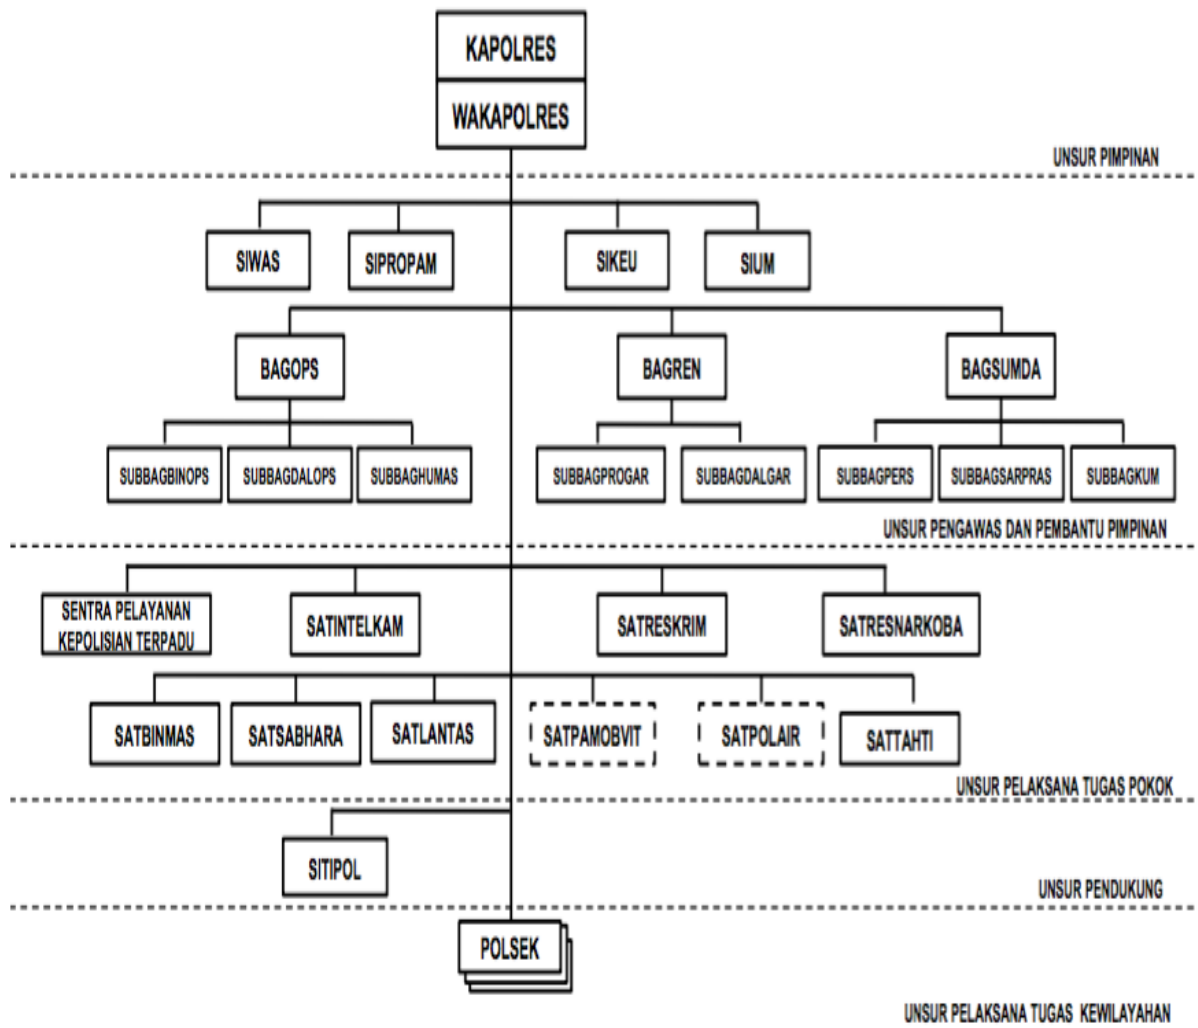 KAPOLRES
WAKAPOLRES
UNSUR PIMPINAN
SIWAS
SIPROPAM
SIKEU
SIUM
BAGOPS
BAGREN
BAGSUMDA
SUBBAGBINOPS
SUBBAGDALOPS
SUBBAGHUMAS
SUBBAGPROGAR
SUBBAGDALGAR
SUBBAGPERS
SUBBAGSARPRAS
SUBBAGKUM
UNSUR PENGAWAS DAN PEMBANTU PIMPINAN
SENTRA PELAYANAN
KEPOLISIAN TERPADU
SATINTELKAM
SATRESKRIM
SATRESNARKOBA
SATBINMAS
SATSABHARA
SATLANTAS
SATPAMOBVIT
SATPOLAIR
SATTAHTI
UNSUR PELAKSANA TUGAS POKOK
SITIPOL
UNSUR PENDUKUNG
POLSEK
UNSUR PELAKSANA TUGAS KEWILAYAHAN